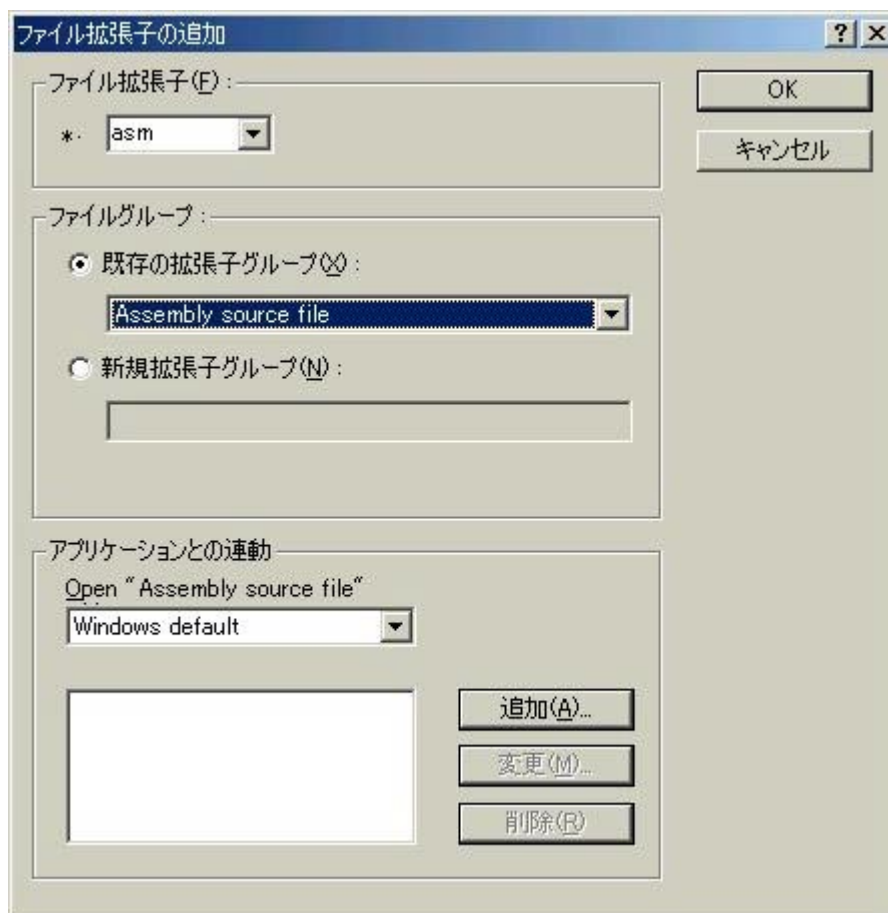 ファイル拡張子の追加
ファイル拡張子(F) :
OK
*. asm
キャンセル
ファイルグループ :
既存の拡張子グループ(X) :
Assembly source file
新規拡張子グループ(N) :
アプリケーションとの連動
Open "Assembly source file"
Windows default
追加(A)...
変更(M)...
削除(R)